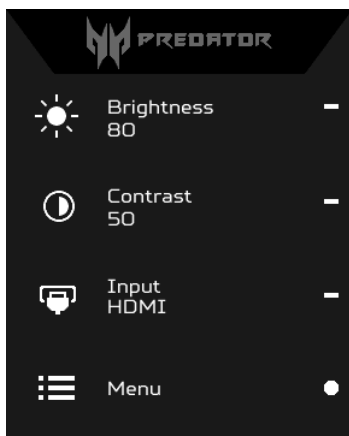 PREDATOR
Brightness
80
Contrast
50
Input
HDMI
Menu